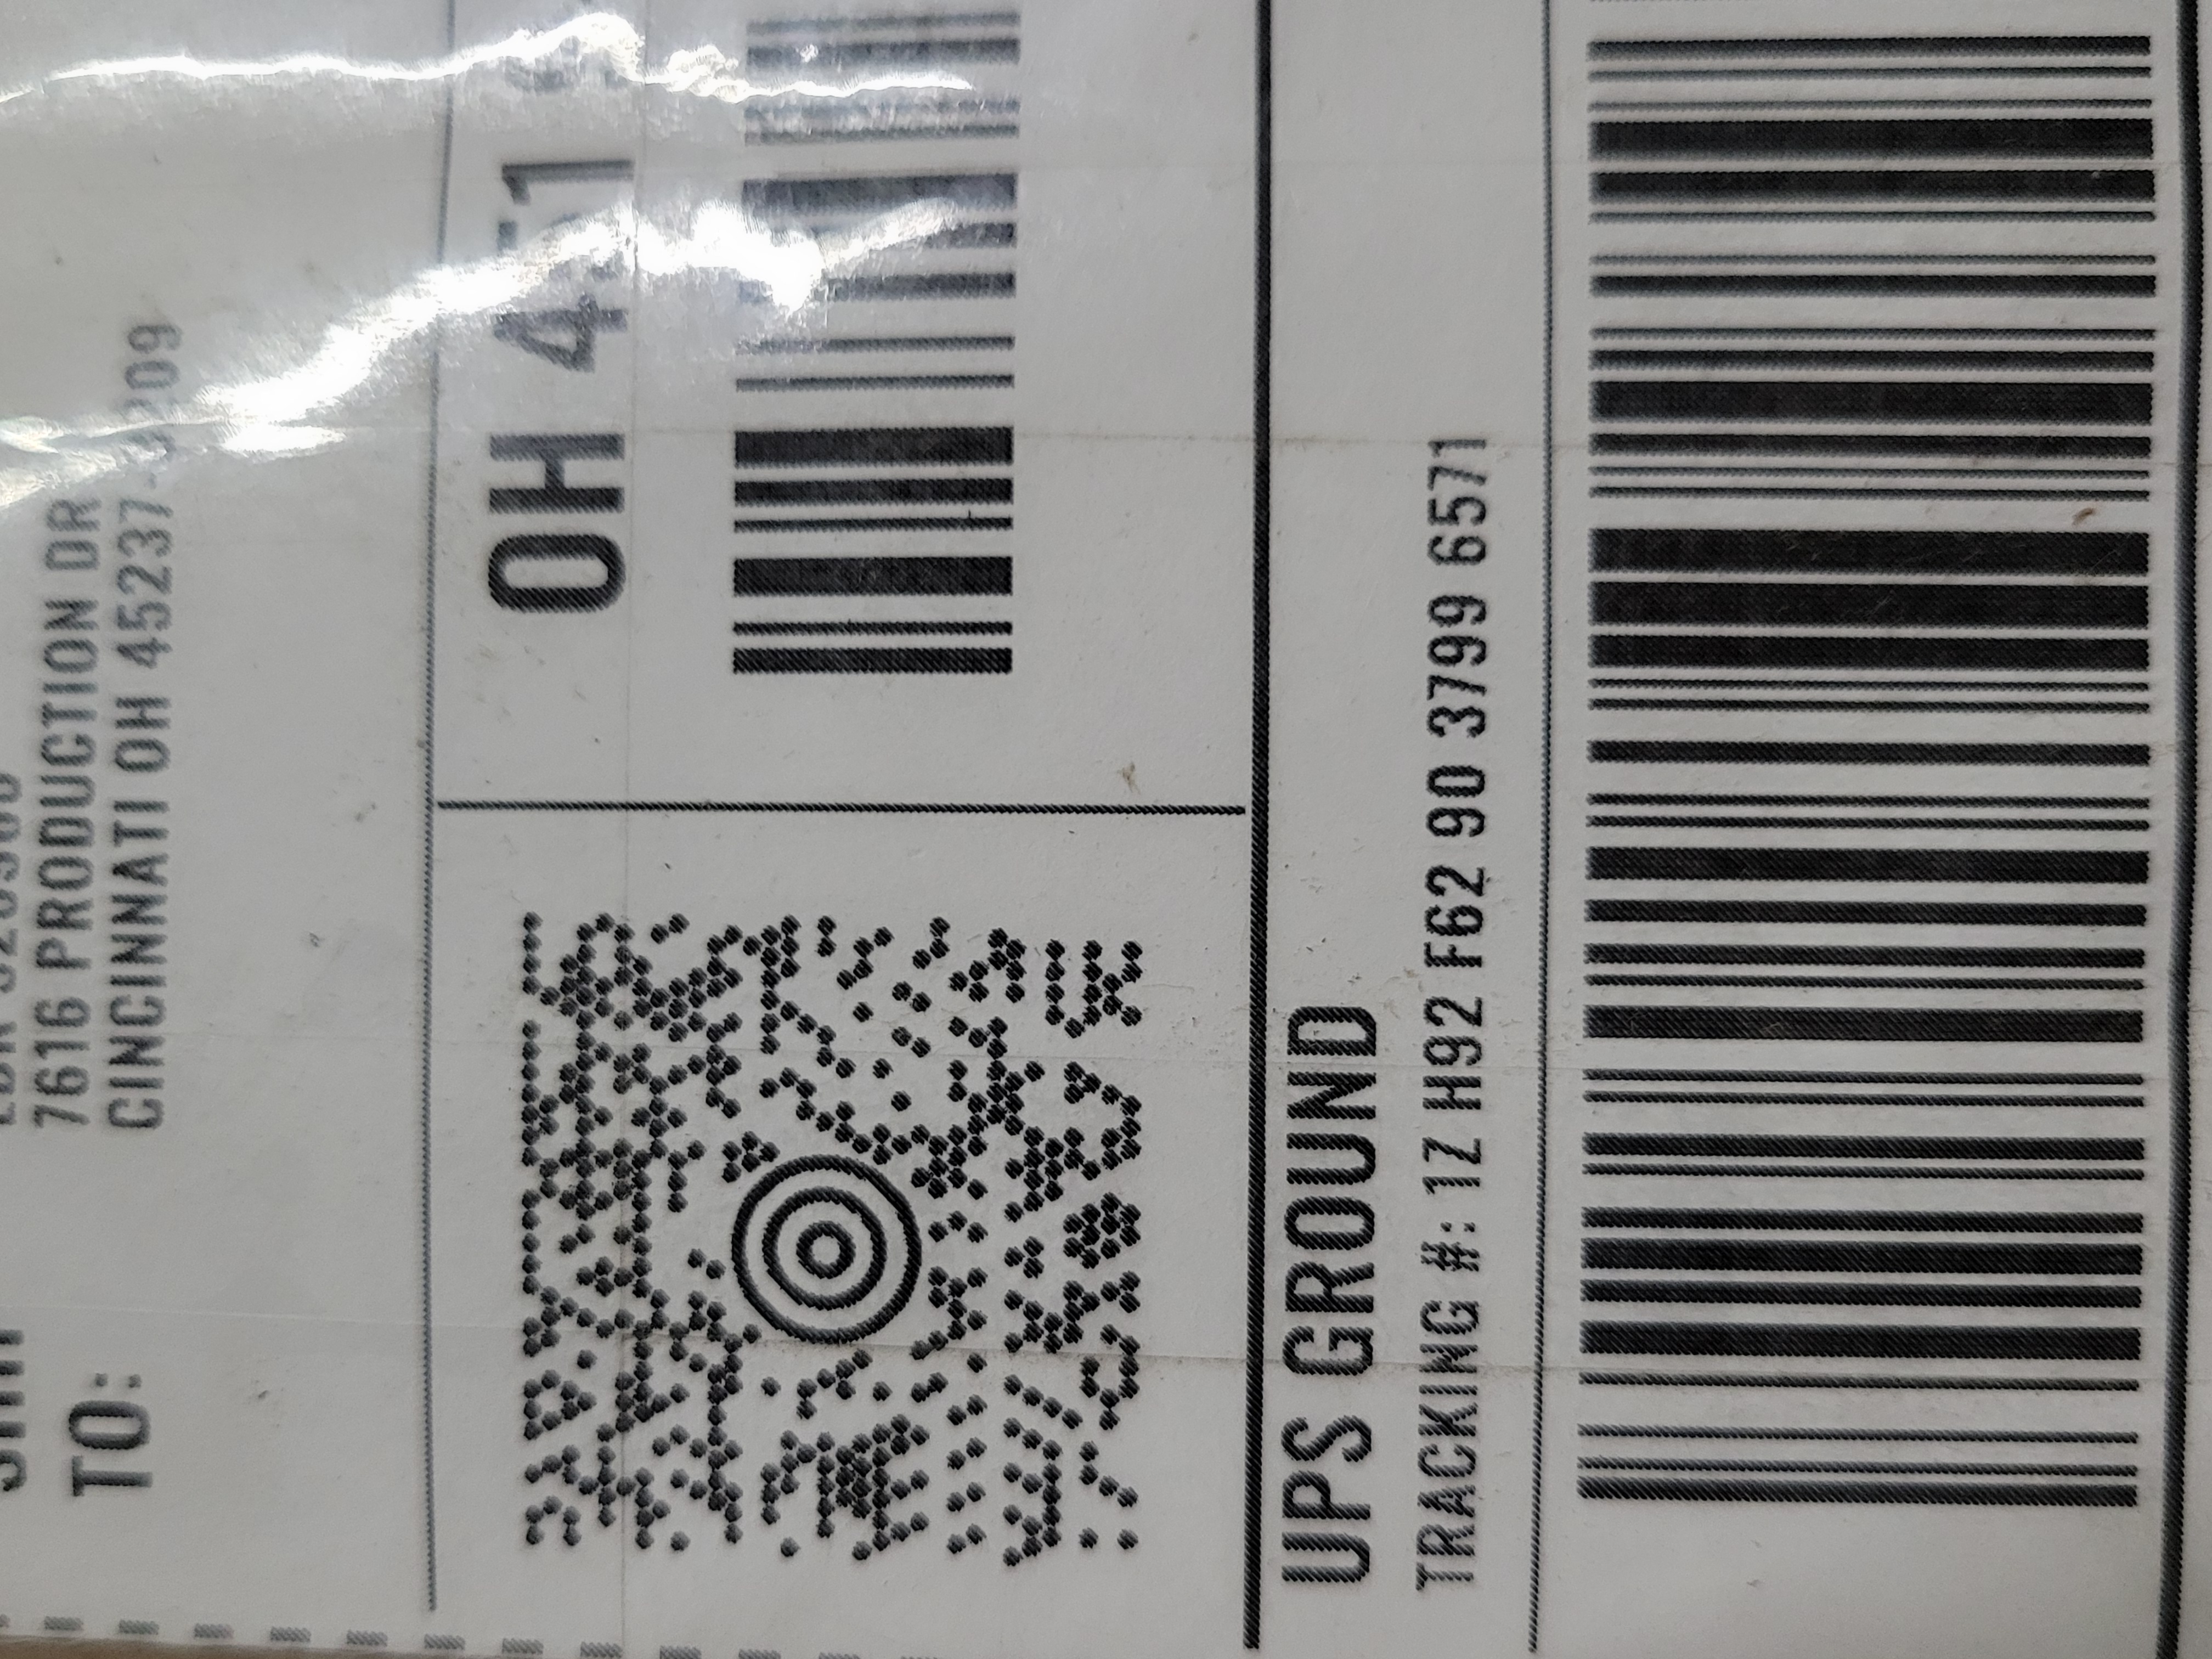 TO:
7616 PRODUCTION DR
CINCINNATI OH 45237-
OH
UPS GROUND
TRACKING #: 1Z H92 F62 90 3799 6571